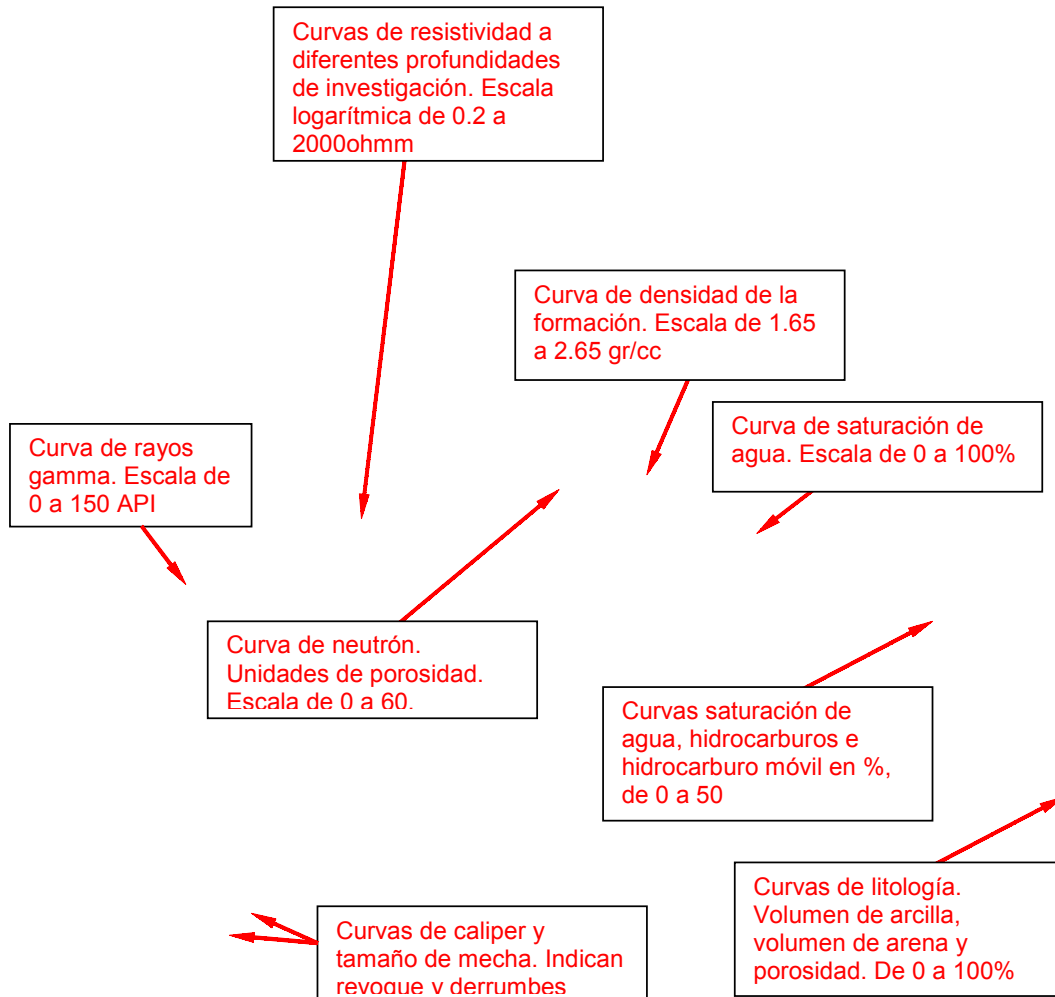 Curvas de resistividad a
diferentes profundidades
de investigación. Escala
logarítmica de 0.2 a
2000ohmm
Curva de densidad de la
formación. Escala de 1.65
a 2.65 gr/cc
Curva de saturación de
agua. Escala de 0 a 100%
Curva de rayos
gamma. Escala de
0 a 150 API
Curva de neutrón.
Unidades de porosidad.
Escala de 0 a 60.
Curvas saturación de
agua, hidrocarburos e
hidrocarburo móvil en %,
de 0 a 50
Curvas de litología.
Volumen de arcilla,
volumen de arena y
porosidad. De 0 a 100%
Curvas de caliper y
tamaño de mecha. Indican
revoque y derrumbes